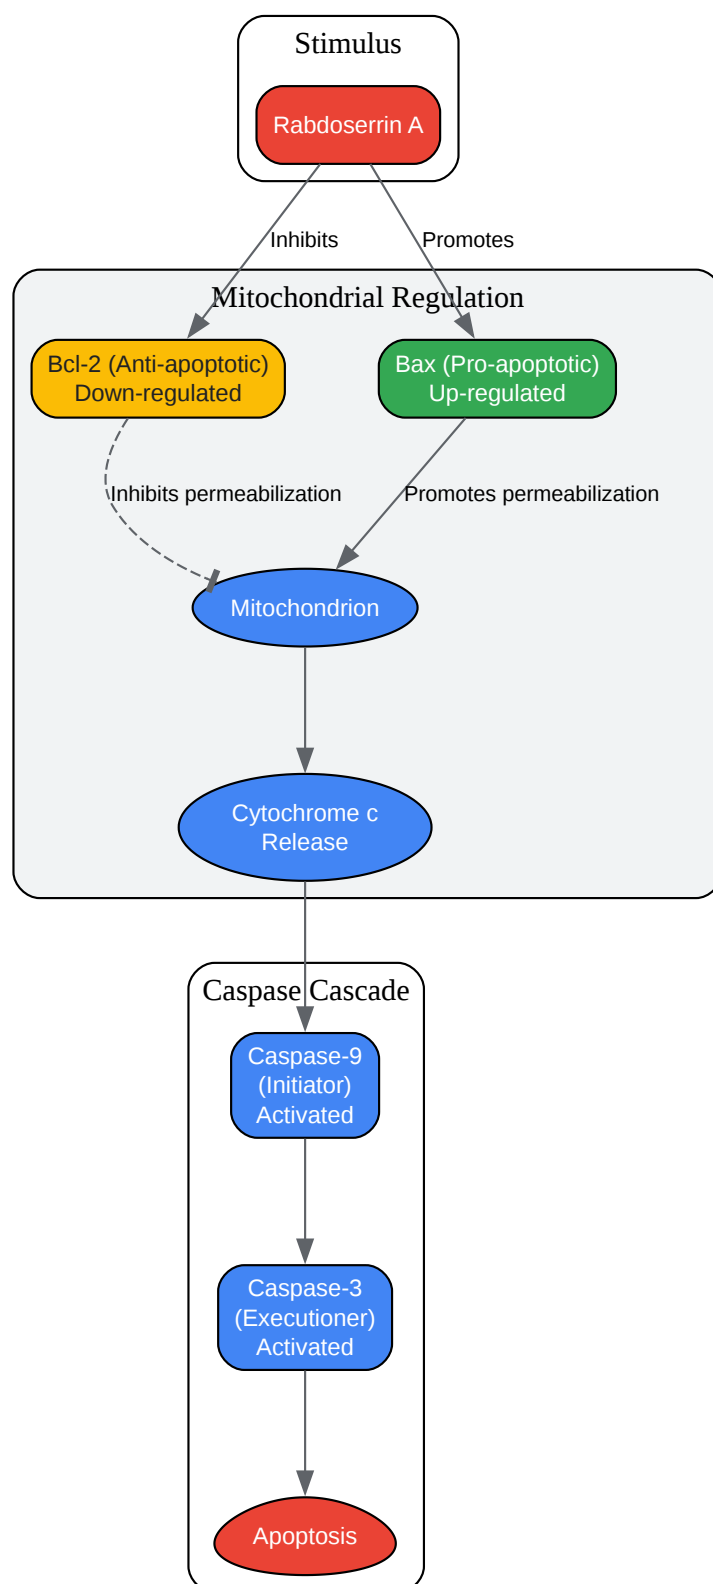 Stimulus
Rabdoserrin A
Inhibits
Promotes
Mitochondrial Regulation
Bcl-2 (Anti-apoptotic)
Down-regulated
Bax (Pro-apoptotic)
Up-regulated
Inhibits permeabilization
Promotes permeabilization
Mitochondrion
Cytochrome c
Release
Caspase Cascade
Caspase-9
(Initiator)
Activated
Caspase-3
(Executioner)
Activated
Apoptosis